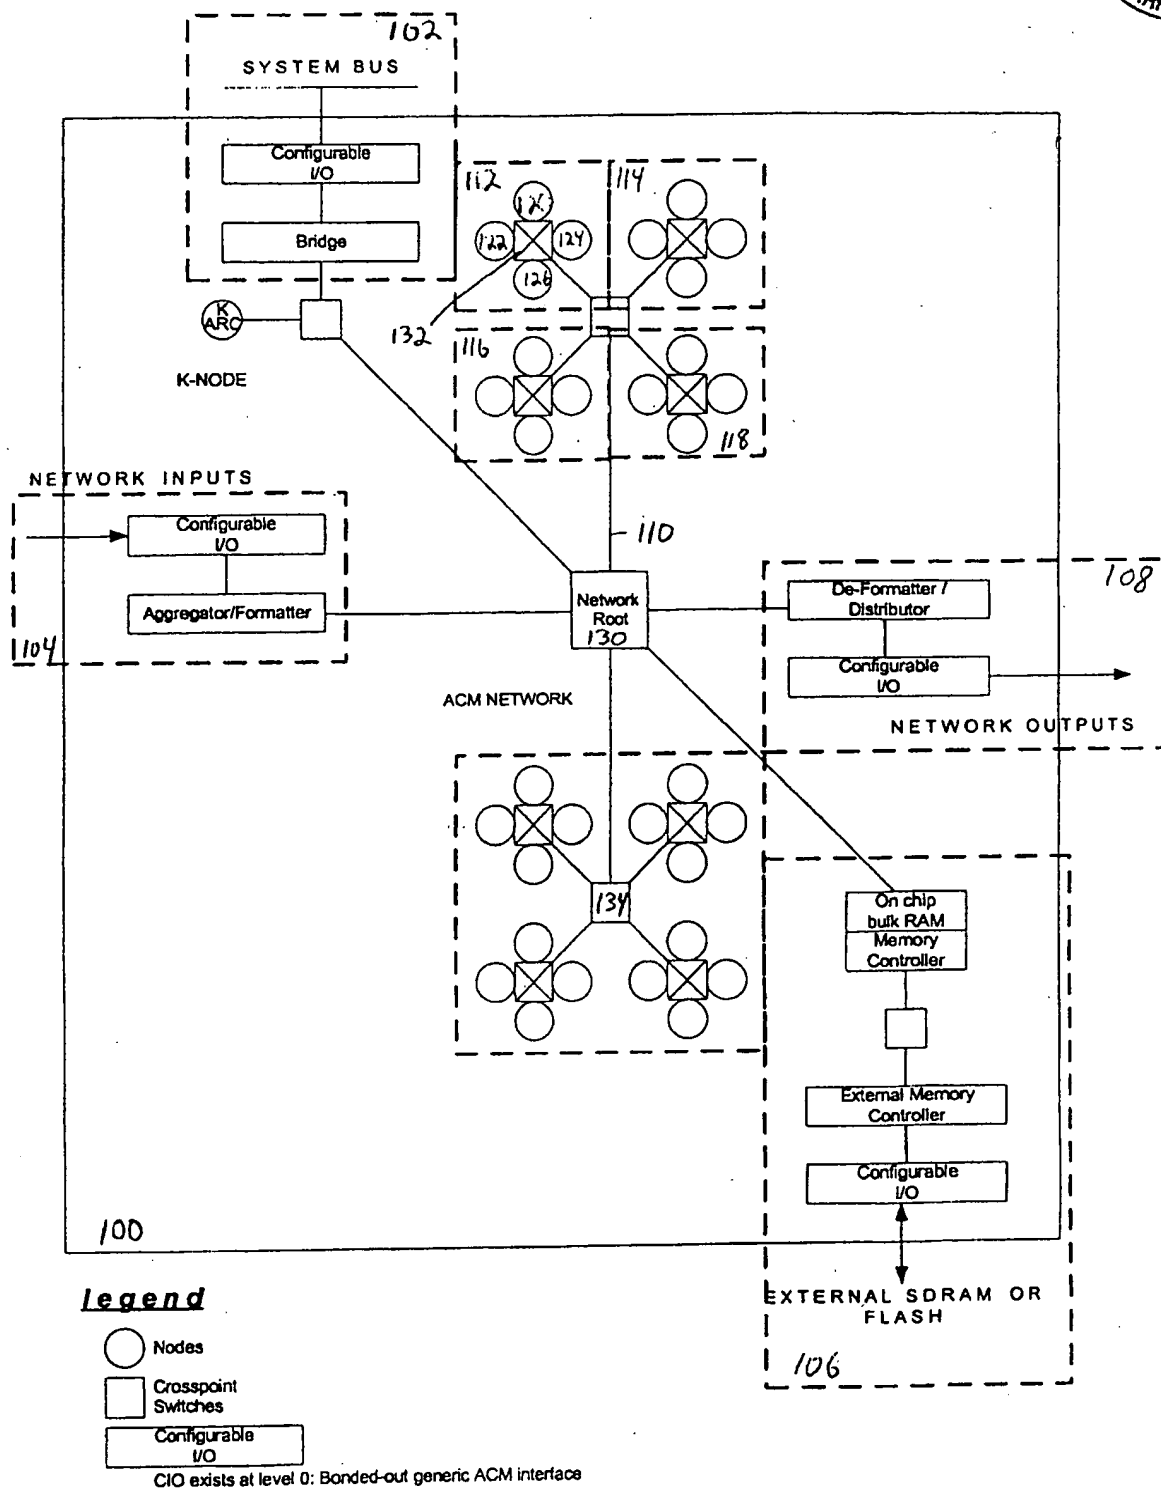 102
SYSTEM BUS
Configurable
I/O
Bridge
K
ARC
K-NODE
112
114
122
124
126
132
116
118
NETWORK INPUTS
Configurable
I/O
Aggregator/Formatter
104
110
Network
Root
130
108
De-Formatter /
Distributor
Configurable
I/O
NETWORK OUTPUTS
ACM NETWORK
134
On chip
bulk RAM
Memory
Controller
External Memory
Controller
Configurable
I/O
100
EXTERNAL SDRAM OR
FLASH
106
legend
Nodes
Crosspoint
Switches
Configurable
I/O
CIO exists at level 0: Bonded-out generic ACM interface